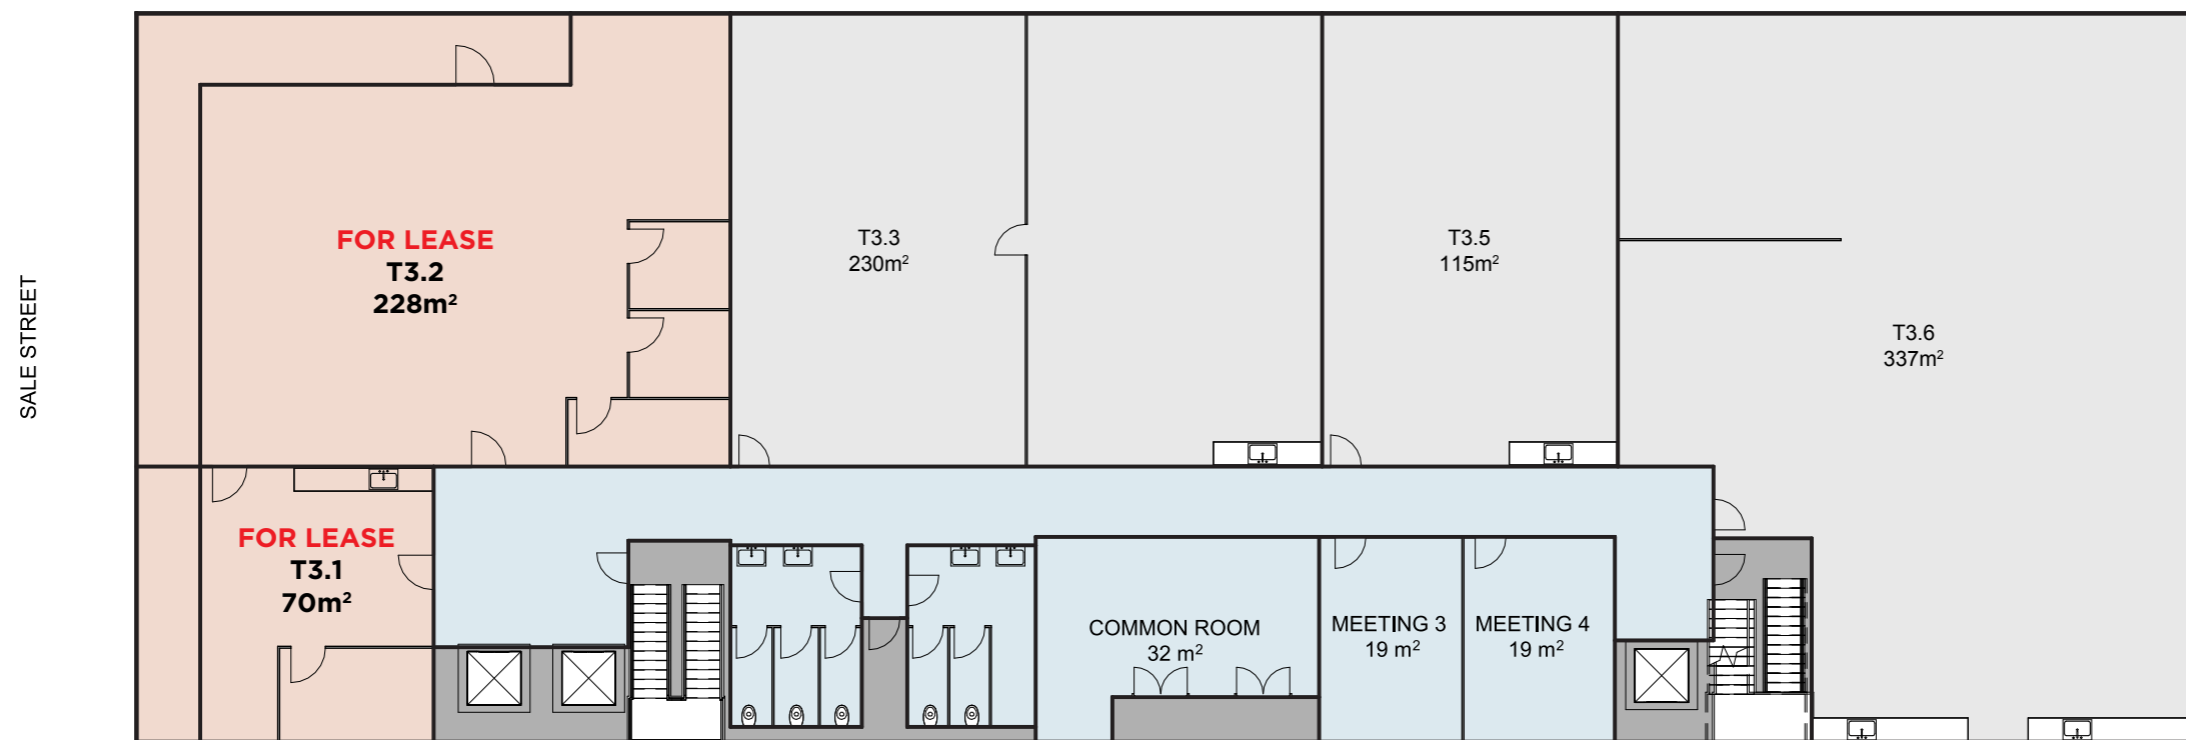 SALE STREET
FOR LEASE
T3.2
228m²
T3.3
230m²
T3.5
115m²
T3.6
337m²
FOR LEASE
T3.1
70m²
COMMON ROOM
32 m²
MEETING 3
19 m²
MEETING 4
19 m²